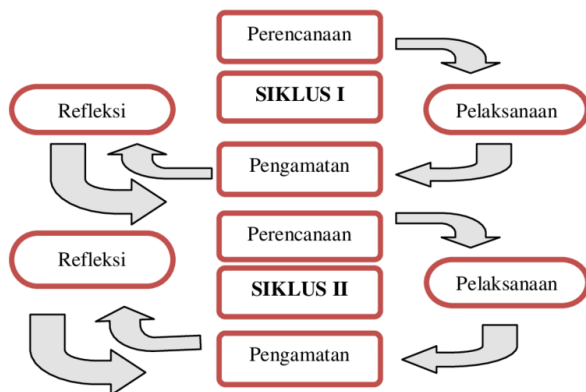 Perencanaan
SIKLUS I
Refleksi
Pelaksanaan
Pengamatan
Perencanaan
Refleksi
SIKLUS II
Pelaksanaan
Pengamatan